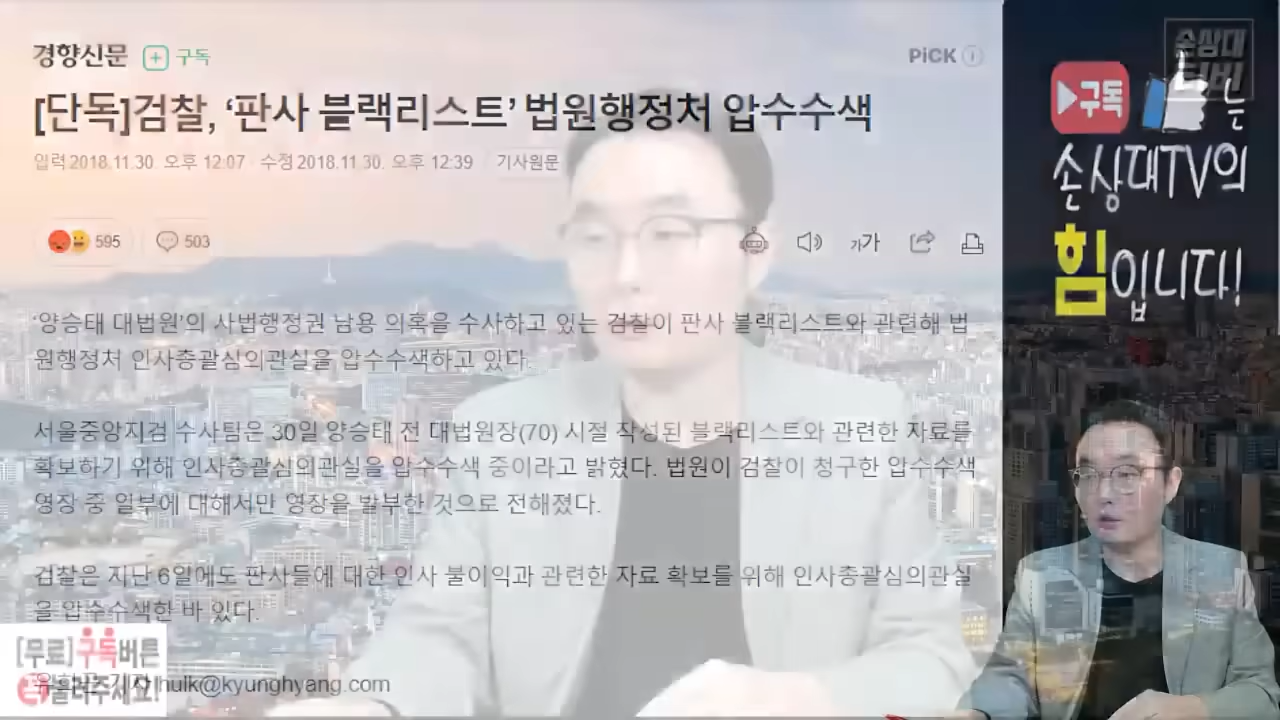 경향신문 + 구독
PiCK
[단독]검찰, ‘판사 블랙리스트’ 법원행정처 압수수색
입력 2018.11.30. 오후 12:07 수정 2018.11.30. 오후 12:39 기사원문
595 503
가가
‘양승태 대법원’의 사법행정권 남용 의혹을 수사하고 있는 검찰이 판사 블랙리스트와 관련해 법
원행정처 인사총괄심의관실을 압수수색하고 있다.
서울중앙지검 수사팀은 30일 양승태 전 대법원장(70) 시절 작성된 블랙리스트와 관련한 자료를
확보하기 위해 인사총괄심의관실을 압수수색 중이라고 밝혔다. 법원이 검찰이 청구한 압수수색
영장 중 일부에 대해서만 영장을 발부한 것으로 전해졌다.
검찰은 지난 6일에도 판사들에 대한 인사 불이익과 관련한 자료 확보를 위해 인사총괄심의관실
을 압수수색한 바 있다.
hulk@kyunghyang.com
[무료]구독버튼
꼭눌러주세요!
손상대
티비
구독 는
손상대TV의
힘입니다!